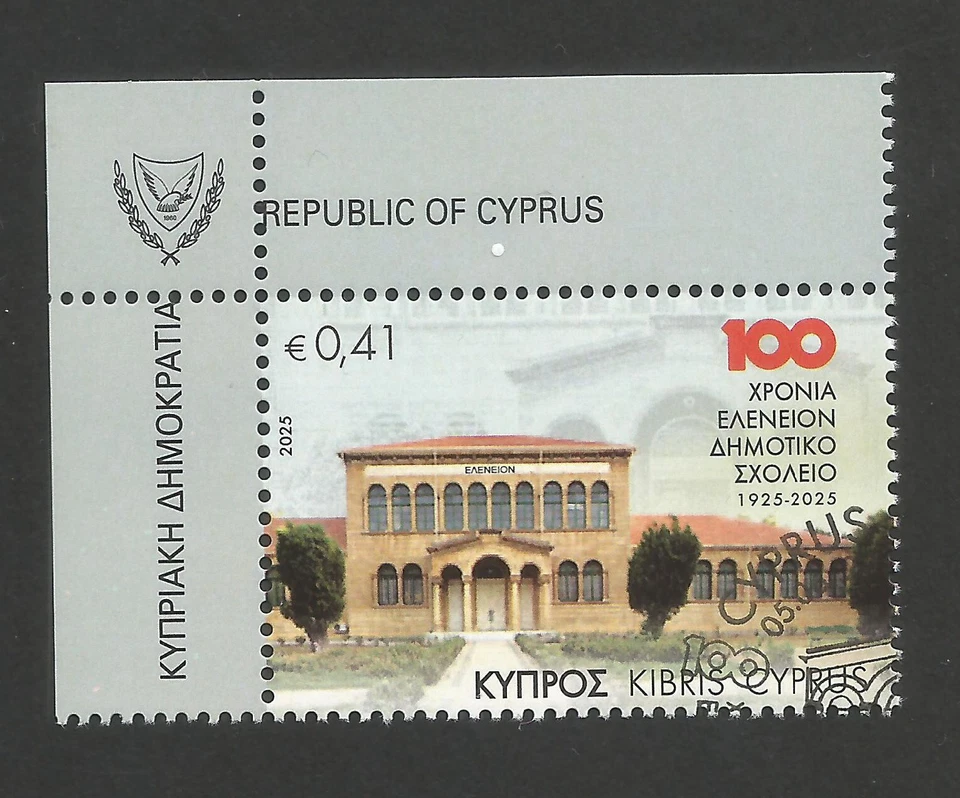 1960
REPUBLIC OF CYPRUS
ΚΥΠΡΙΑΚΗ ΔΗΜΟΚΡΑΤΙΑ
€ 0,41
2025
100
ΧΡΟΝΙΑ
ΕΛΕΝΕΙΟΝ
ΔΗΜΟΤΙΚΟ
ΣΧΟΛΕΙΟ
1925-2025
ΕΛΕΝΕΙΟΝ
CYPRUS
100
ΚΥΠΡΟΣ KIBRIS CYPRUS